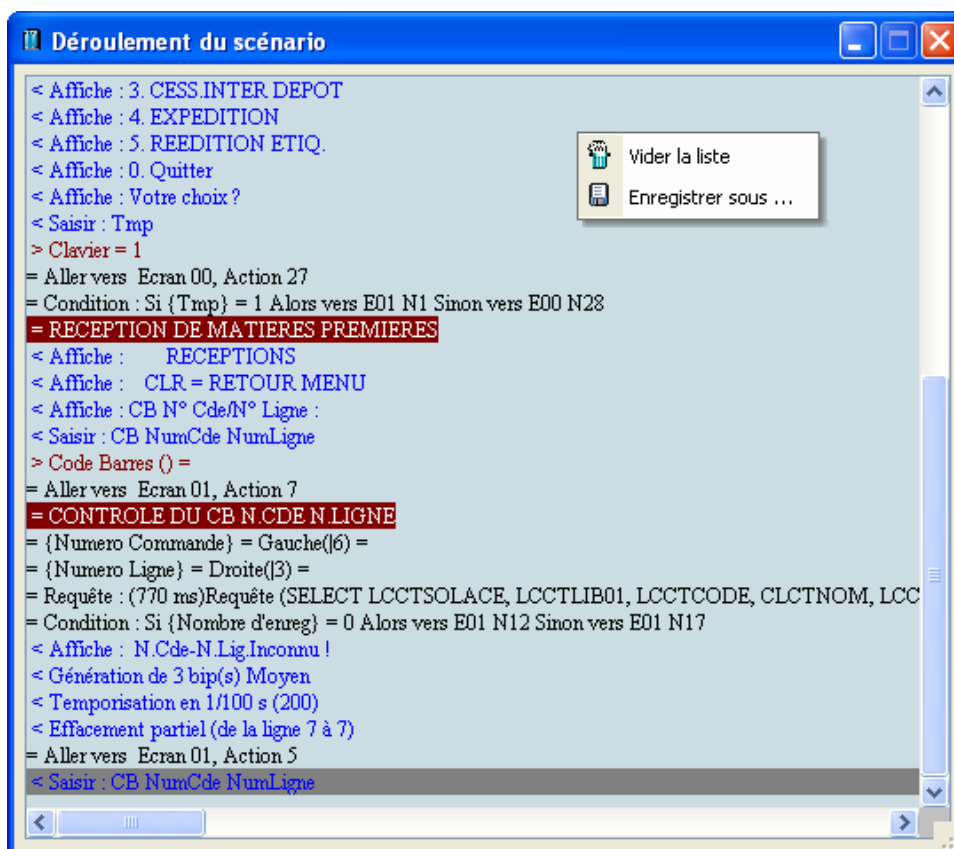 Déroulement du scénario
< Affiche : 3. CESS.INTER DEPOT
< Affiche : 4. EXPEDITION
< Affiche : 5. REEDITION ETIQ.
< Affiche : 0. Quitter
< Affiche : Votre choix ?
< Saisir : Tmp
> Clavier = 1
= Aller vers  Ecran 00, Action 27
= Condition : Si {Tmp} = 1 Alors vers E01 N1 Sinon vers E00 N28
= RECEPTION DE MATIERES PREMIERES
< Affiche :       RECEPTIONS
< Affiche :   CLR = RETOUR MENU
< Affiche : CB N° Cde/N° Ligne :
< Saisir : CB NumCde NumLigne
> Code Barres () =
= Aller vers  Ecran 01, Action 7
= CONTROLE DU CB N.CDE N.LIGNE
= {Numero Commande} = Gauche(|6) =
= {Numero Ligne} = Droite(|3) =
= Requête : (770 ms)Requête (SELECT LCCTSOLACE, LCCTLIB01, LCCTCODE, CLCTNOM, LCC
= Condition : Si {Nombre d'enreg} = 0 Alors vers E01 N12 Sinon vers E01 N17
< Affiche :  N.Cde-N.Lig.Inconnu !
< Génération de 3 bip(s) Moyen
< Temporisation en 1/100 s (200)
< Effacement partiel (de la ligne 7 à 7)
= Aller vers  Ecran 01, Action 5
< Saisir : CB NumCde NumLigne
Vider la liste
Enregistrer sous ...